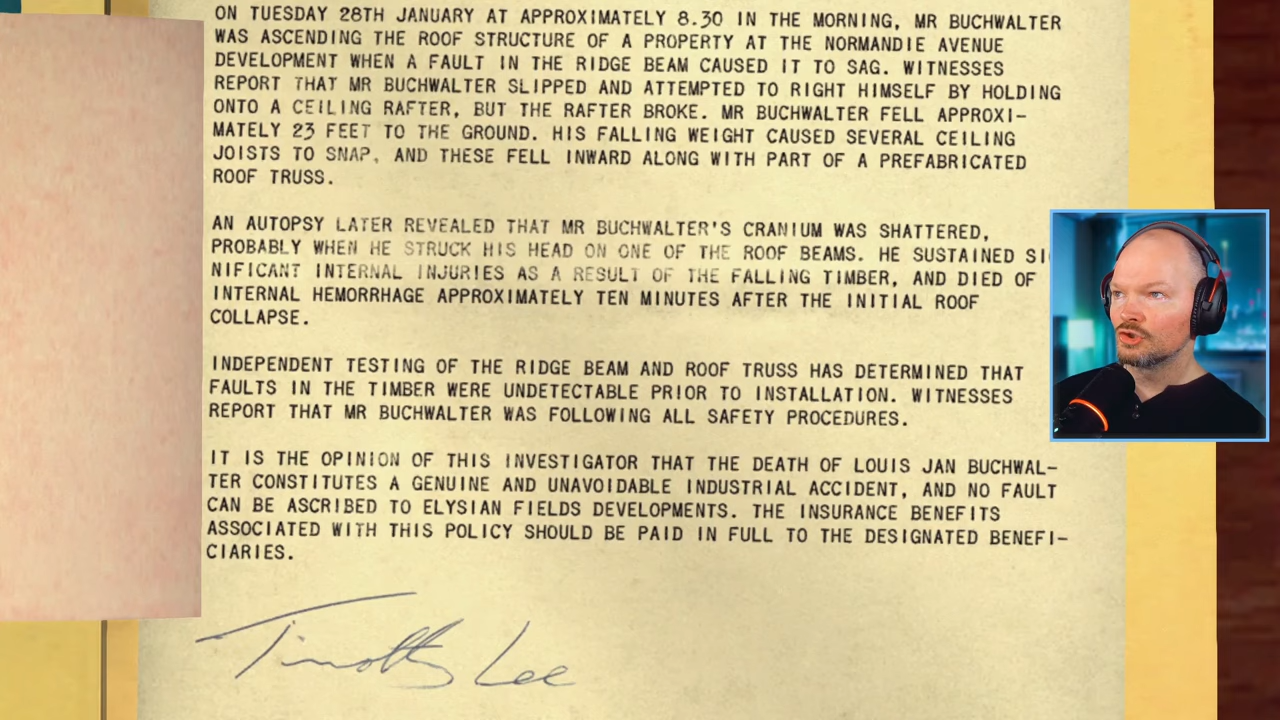 ON TUESDAY 28TH JANUARY AT APPROXIMATELY 8.30 IN THE MORNING, MR BUCHWALTER
WAS ASCENDING THE ROOF STRUCTURE OF A PROPERTY AT THE NORMANDIE AVENUE
DEVELOPMENT WHEN A FAULT IN THE RIDGE BEAM CAUSED IT TO SAG. WITNESSES
REPORT THAT MR BUCHWALTER SLIPPED AND ATTEMPTED TO RIGHT HIMSELF BY HOLDING
ONTO A CEILING RAFTER, BUT THE RAFTER BROKE. MR BUCHWALTER FELL APPROXI-
MATELY 23 FEET TO THE GROUND. HIS FALLING WEIGHT CAUSED SEVERAL CEILING
JOISTS TO SNAP, AND THESE FELL INWARD ALONG WITH PART OF A PREFABRICATED
ROOF TRUSS.
AN AUTOPSY LATER REVEALED THAT MR BUCHWALTER'S CRANIUM WAS SHATTERED,
PROBABLY WHEN HE STRUCK HIS HEAD ON ONE OF THE ROOF BEAMS. HE SUSTAINED SI
NIFICANT INTERNAL INJURIES AS A RESULT OF THE FALLING TIMBER, AND DIED OF
INTERNAL HEMORRHAGE APPROXIMATELY TEN MINUTES AFTER THE INITIAL ROOF
COLLAPSE.
INDEPENDENT TESTING OF THE RIDGE BEAM AND ROOF TRUSS HAS DETERMINED THAT
FAULTS IN THE TIMBER WERE UNDETECTABLE PRIOR TO INSTALLATION. WITNESSES
REPORT THAT MR BUCHWALTER WAS FOLLOWING ALL SAFETY PROCEDURES.
IT IS THE OPINION OF THIS INVESTIGATOR THAT THE DEATH OF LOUIS JAN BUCHWAL-
TER CONSTITUTES A GENUINE AND UNAVOIDABLE INDUSTRIAL ACCIDENT, AND NO FAULT
CAN BE ASCRIBED TO ELYSIAN FIELDS DEVELOPMENTS. THE INSURANCE BENEFITS
ASSOCIATED WITH THIS POLICY SHOULD BE PAID IN FULL TO THE DESIGNATED BENEFI-
CIARIES.
Timothy Lee